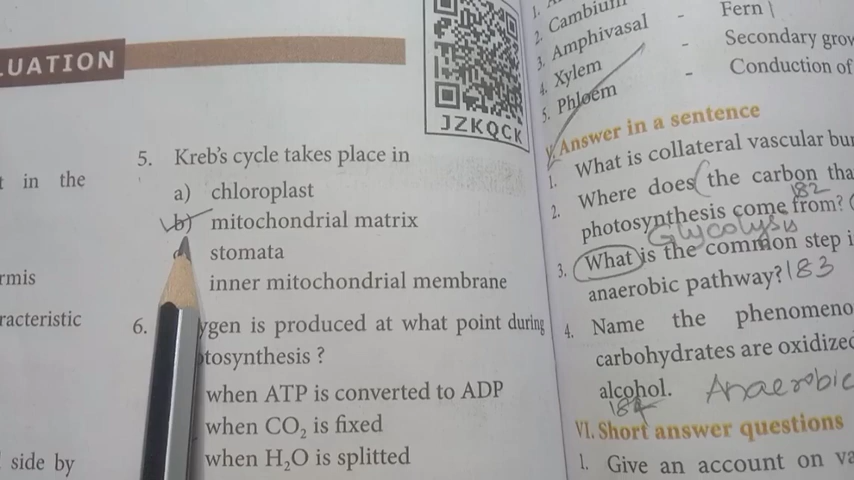 LUATION
t in the
rmis
racteristic
side by
JZKQCK
5. Kreb's cycle takes place in
a) chloroplast
b) mitochondrial matrix
stomata
inner mitochondrial membrane
6. ygen is produced at what point during
tosynthesis ?
when ATP is converted to ADP
when CO₂ is fixed
when H₂O is splitted
1.
2. Cambium
3. Amphivasal - Fern
4. Xylem - Secondary grow
5. Phloem - Conduction of
V. Answer in a sentence
1. What is collateral vascular bun
2. Where does the carbon tha
182
photosynthesis come from?
Glycolysis
3. What is the common step i
anaerobic pathway? 183
4. Name the phenomeno
carbohydrates are oxidized
alcohol. Anaerobic
184
VI. Short answer questions
1. Give an account on va